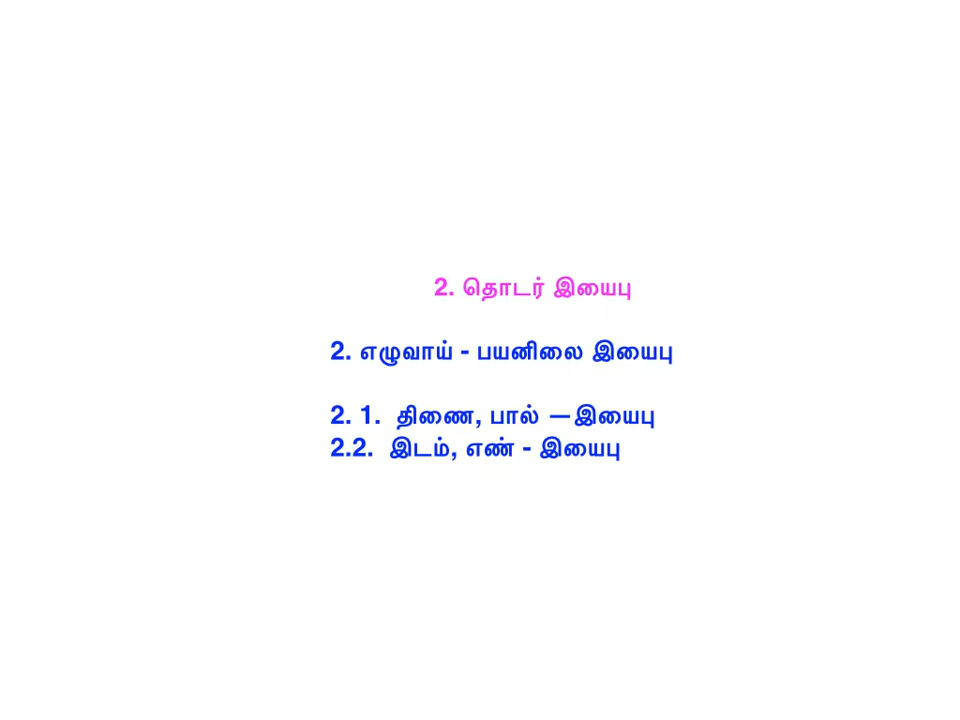 2. தொடர் இயைபு
2. எழுவாய் - பயனிலை இயைபு
2. 1. திணை, பால் —இயைபு
2.2. இடம், எண் - இயைபு